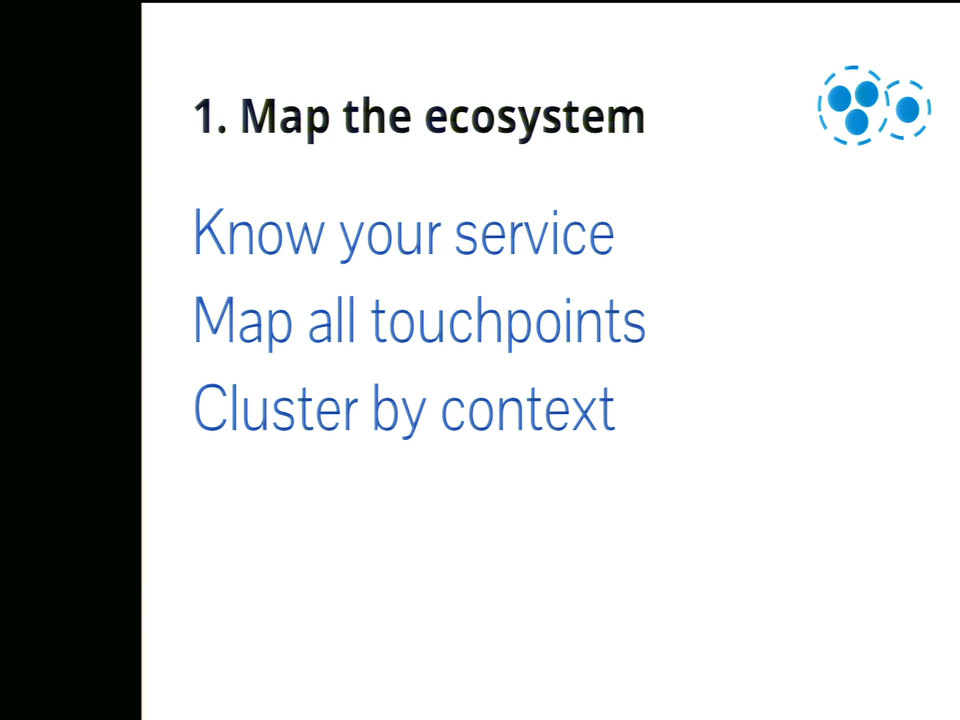 1. Map the ecosystem
Know your service
Map all touchpoints
Cluster by context